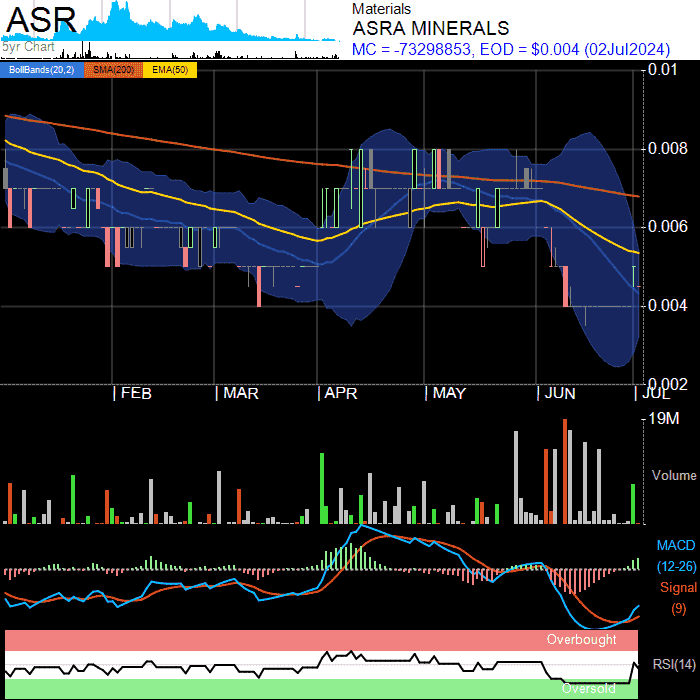 ASR
5yr Chart
Materials
ASRA MINERALS
MC = -73298853, EOD = $0.004 (02Jul2024)
BollBands(20,2) SMA(200) EMA(50)
0.01
0.008
0.006
0.004
0.002
FEB MAR APR MAY JUN JUL
19M
Volume
MACD
(12-26)
Signal
(9)
Overbought
RSI(14)
Oversold